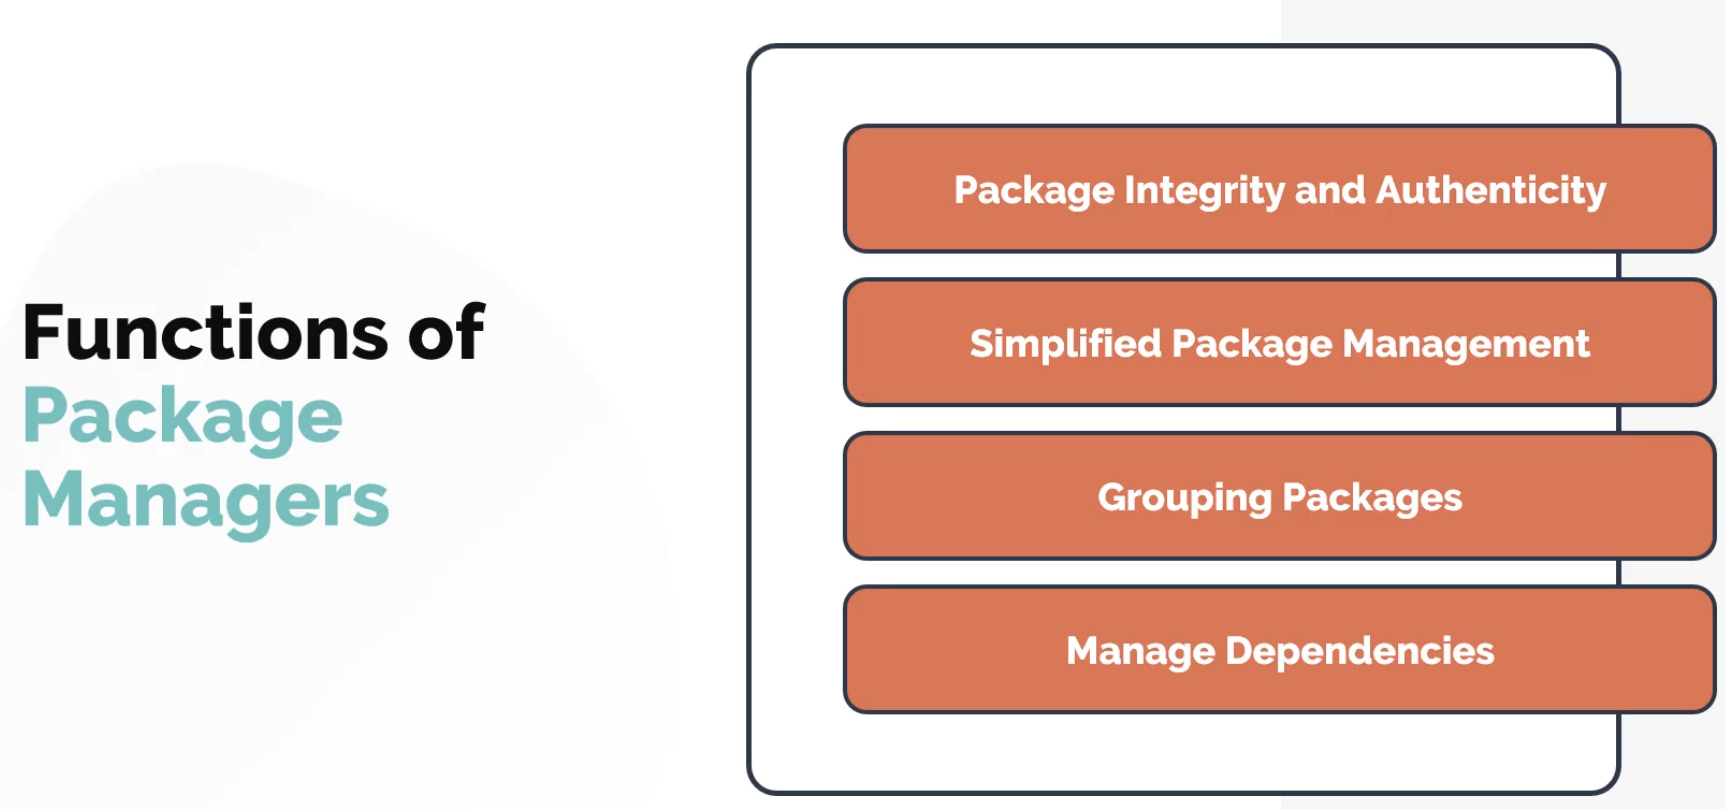 Functions of
Package
Managers
Package Integrity and Authenticity
Simplified Package Management
Grouping Packages
Manage Dependencies